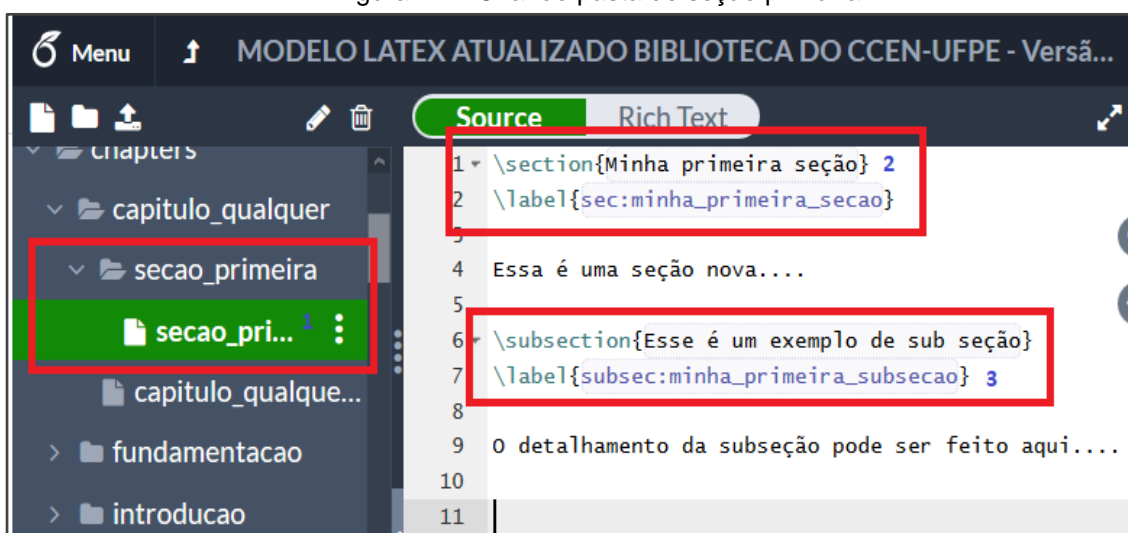 Menu MODELO LATEX ATUALIZADO BIBLIOTECA DO CCEN-UFPE - Versã...
Source Rich Text
chapters
capitulo_qualquer
secao_primeira
secao_pri... 1
capitulo_qualque...
fundamentacao
introducao
1 \section{Minha primeira seção} 2
2 \label{sec:minha_primeira_secao}
3
4 Essa é uma seção nova....
5
6 \subsection{Esse é um exemplo de sub seção}
7 \label{subsec:minha_primeira_subsecao} 3
8
9 O detalhamento da subseção pode ser feito aqui....
10
11